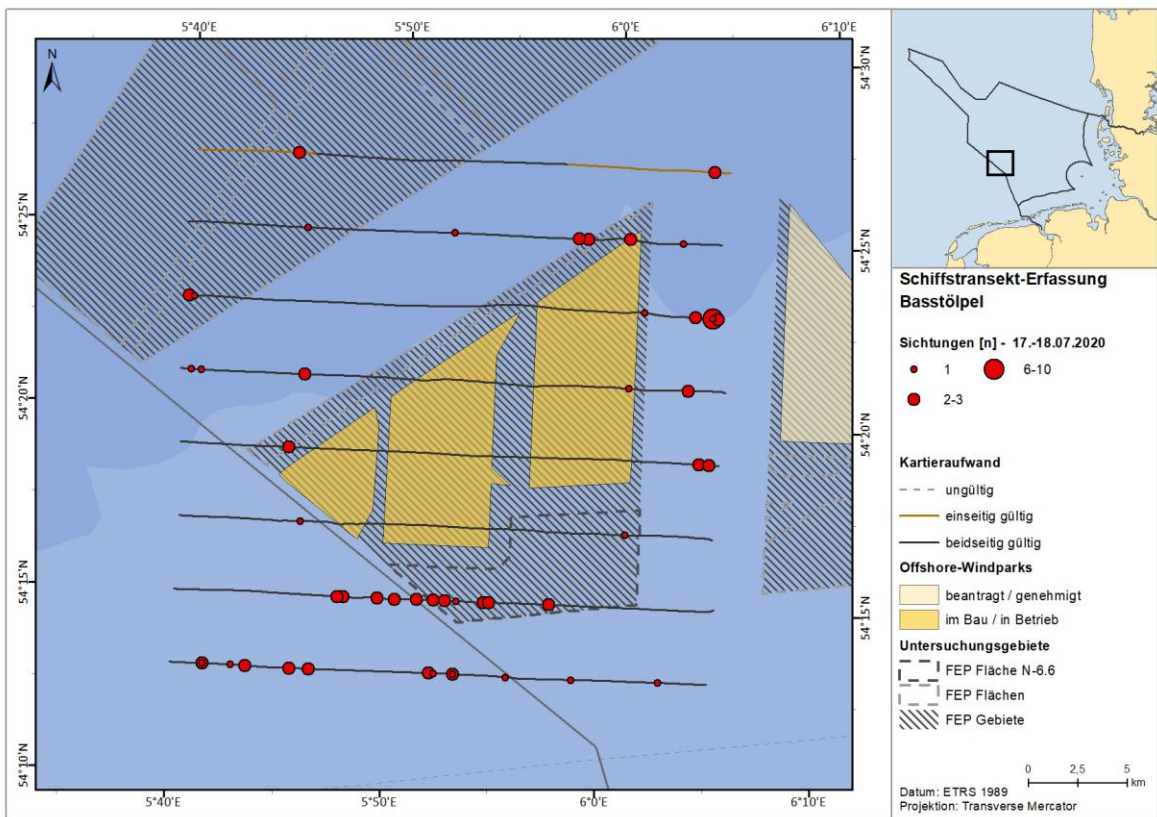 5°40'E
5°50'E
6°0'E
6°10'E
N
54°30'N
54°25'N
54°25'N
54°20'N
54°20'N
54°15'N
54°15'N
54°10'N
5°40'E
5°50'E
6°0'E
6°10'E
Schiffstransekt-Erfassung
Basstölpel
Sichtungen [n] - 17.-18.07.2020
1
6-10
2-3
Kartieraufwand
ungültig
einseitig gültig
beidseitig gültig
Offshore-Windparks
beantragt / genehmigt
im Bau / in Betrieb
Untersuchungsgebiete
FEP Fläche N-6.6
FEP Flächen
FEP Gebiete
0 2,5 5
km
Datum: ETRS 1989
Projektion: Transverse Mercator